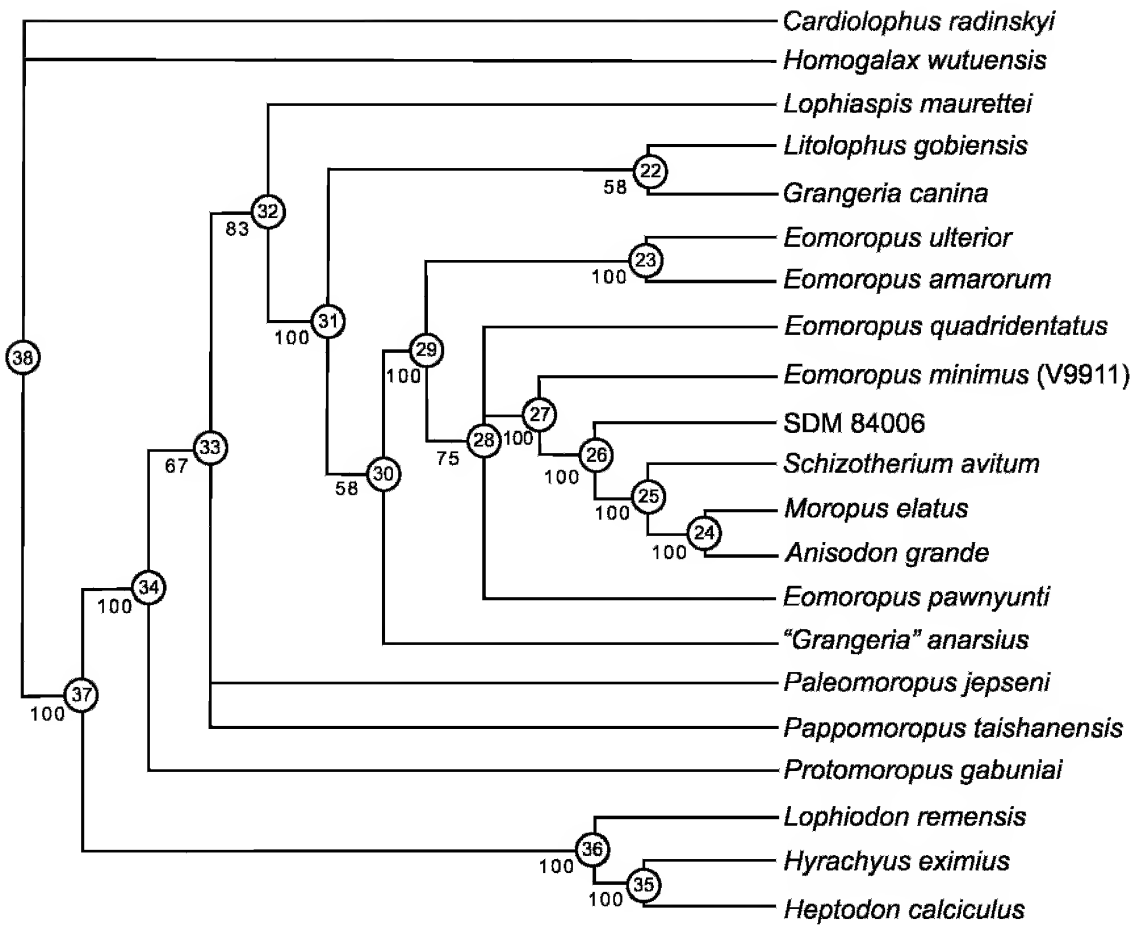 Cardiolophus radinskyi
Homogalax wutuensis
Lophiaspis maurettei
Litolophus gobiensis
22
58
Grangeria canina
32
83
Eomoropus ulterior
23
100
Eomoropus amarorum
31
100
Eomoropus quadridentatus
29
100
38
Eomoropus minimus (V9911)
27
100
SDM 84006
28
75
33
67
26
100
Schizotherium avitum
30
58
25
100
Moropus elatus
24
100
Anisodon grande
34
100
Eomoropus pawnyunti
"Grangeria" anarsius
37
100
Paleomoropus jepseni
Pappomoropus taishanensis
Protomoropus gabuniai
Lophiodon remensis
36
100
Hyrachyus eximius
35
100
Heptodon calciculus